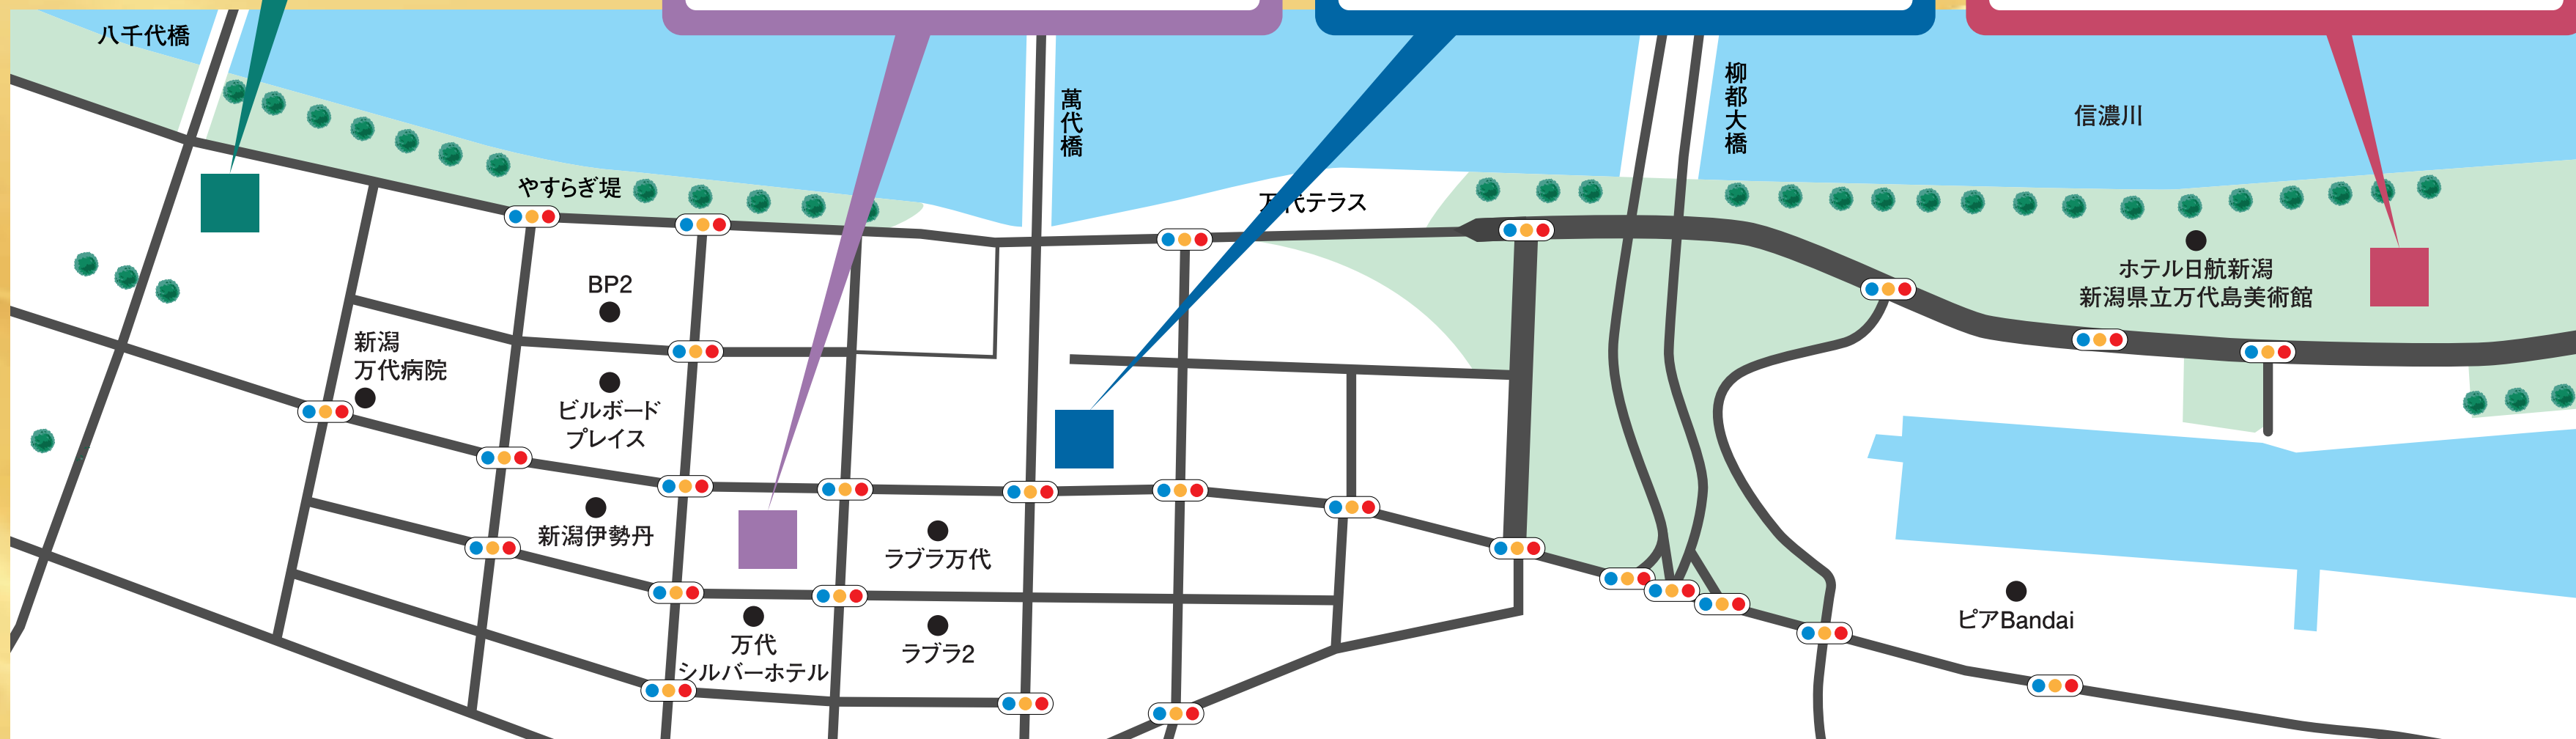 八千代橋
萬代橋
柳都大橋
信濃川
やすらぎ堤
万代テラス
BP2
ホテル日航新潟
新潟県立万代島美術館
新潟
万代病院
ビルボード
プレイス
新潟伊勢丹
ラブラ万代
万代
シルバーホテル
ラブラ2
ピアBandai